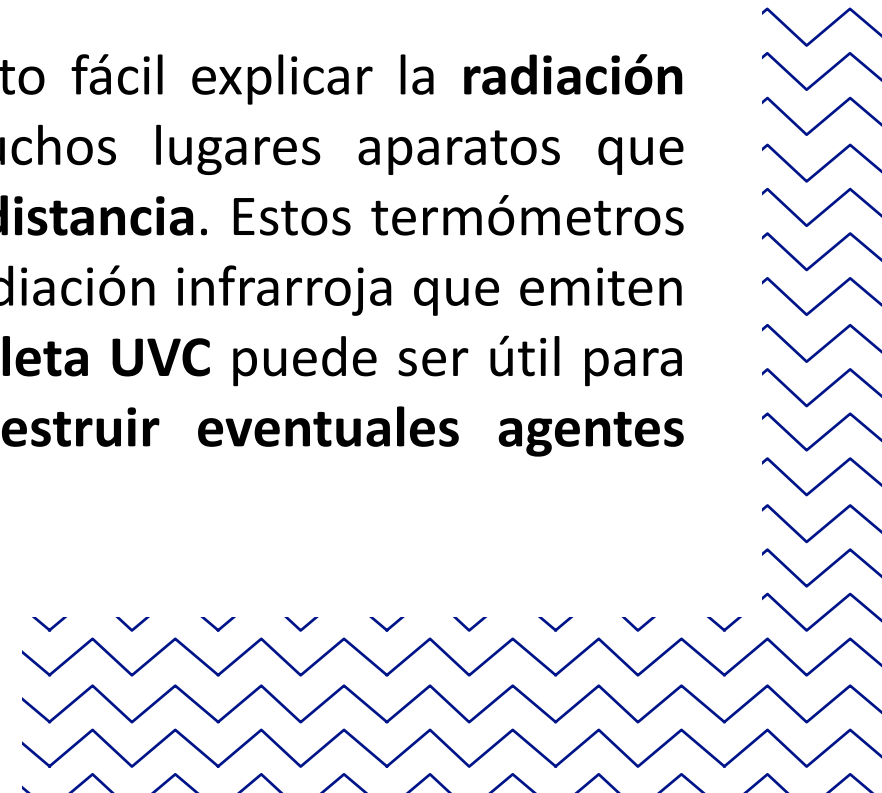 to fácil explicar la radiación
uchos lugares aparatos que
distancia. Estos termómetros
diación infrarroja que emiten
leta UVC puede ser útil para
estruir eventuales agentes